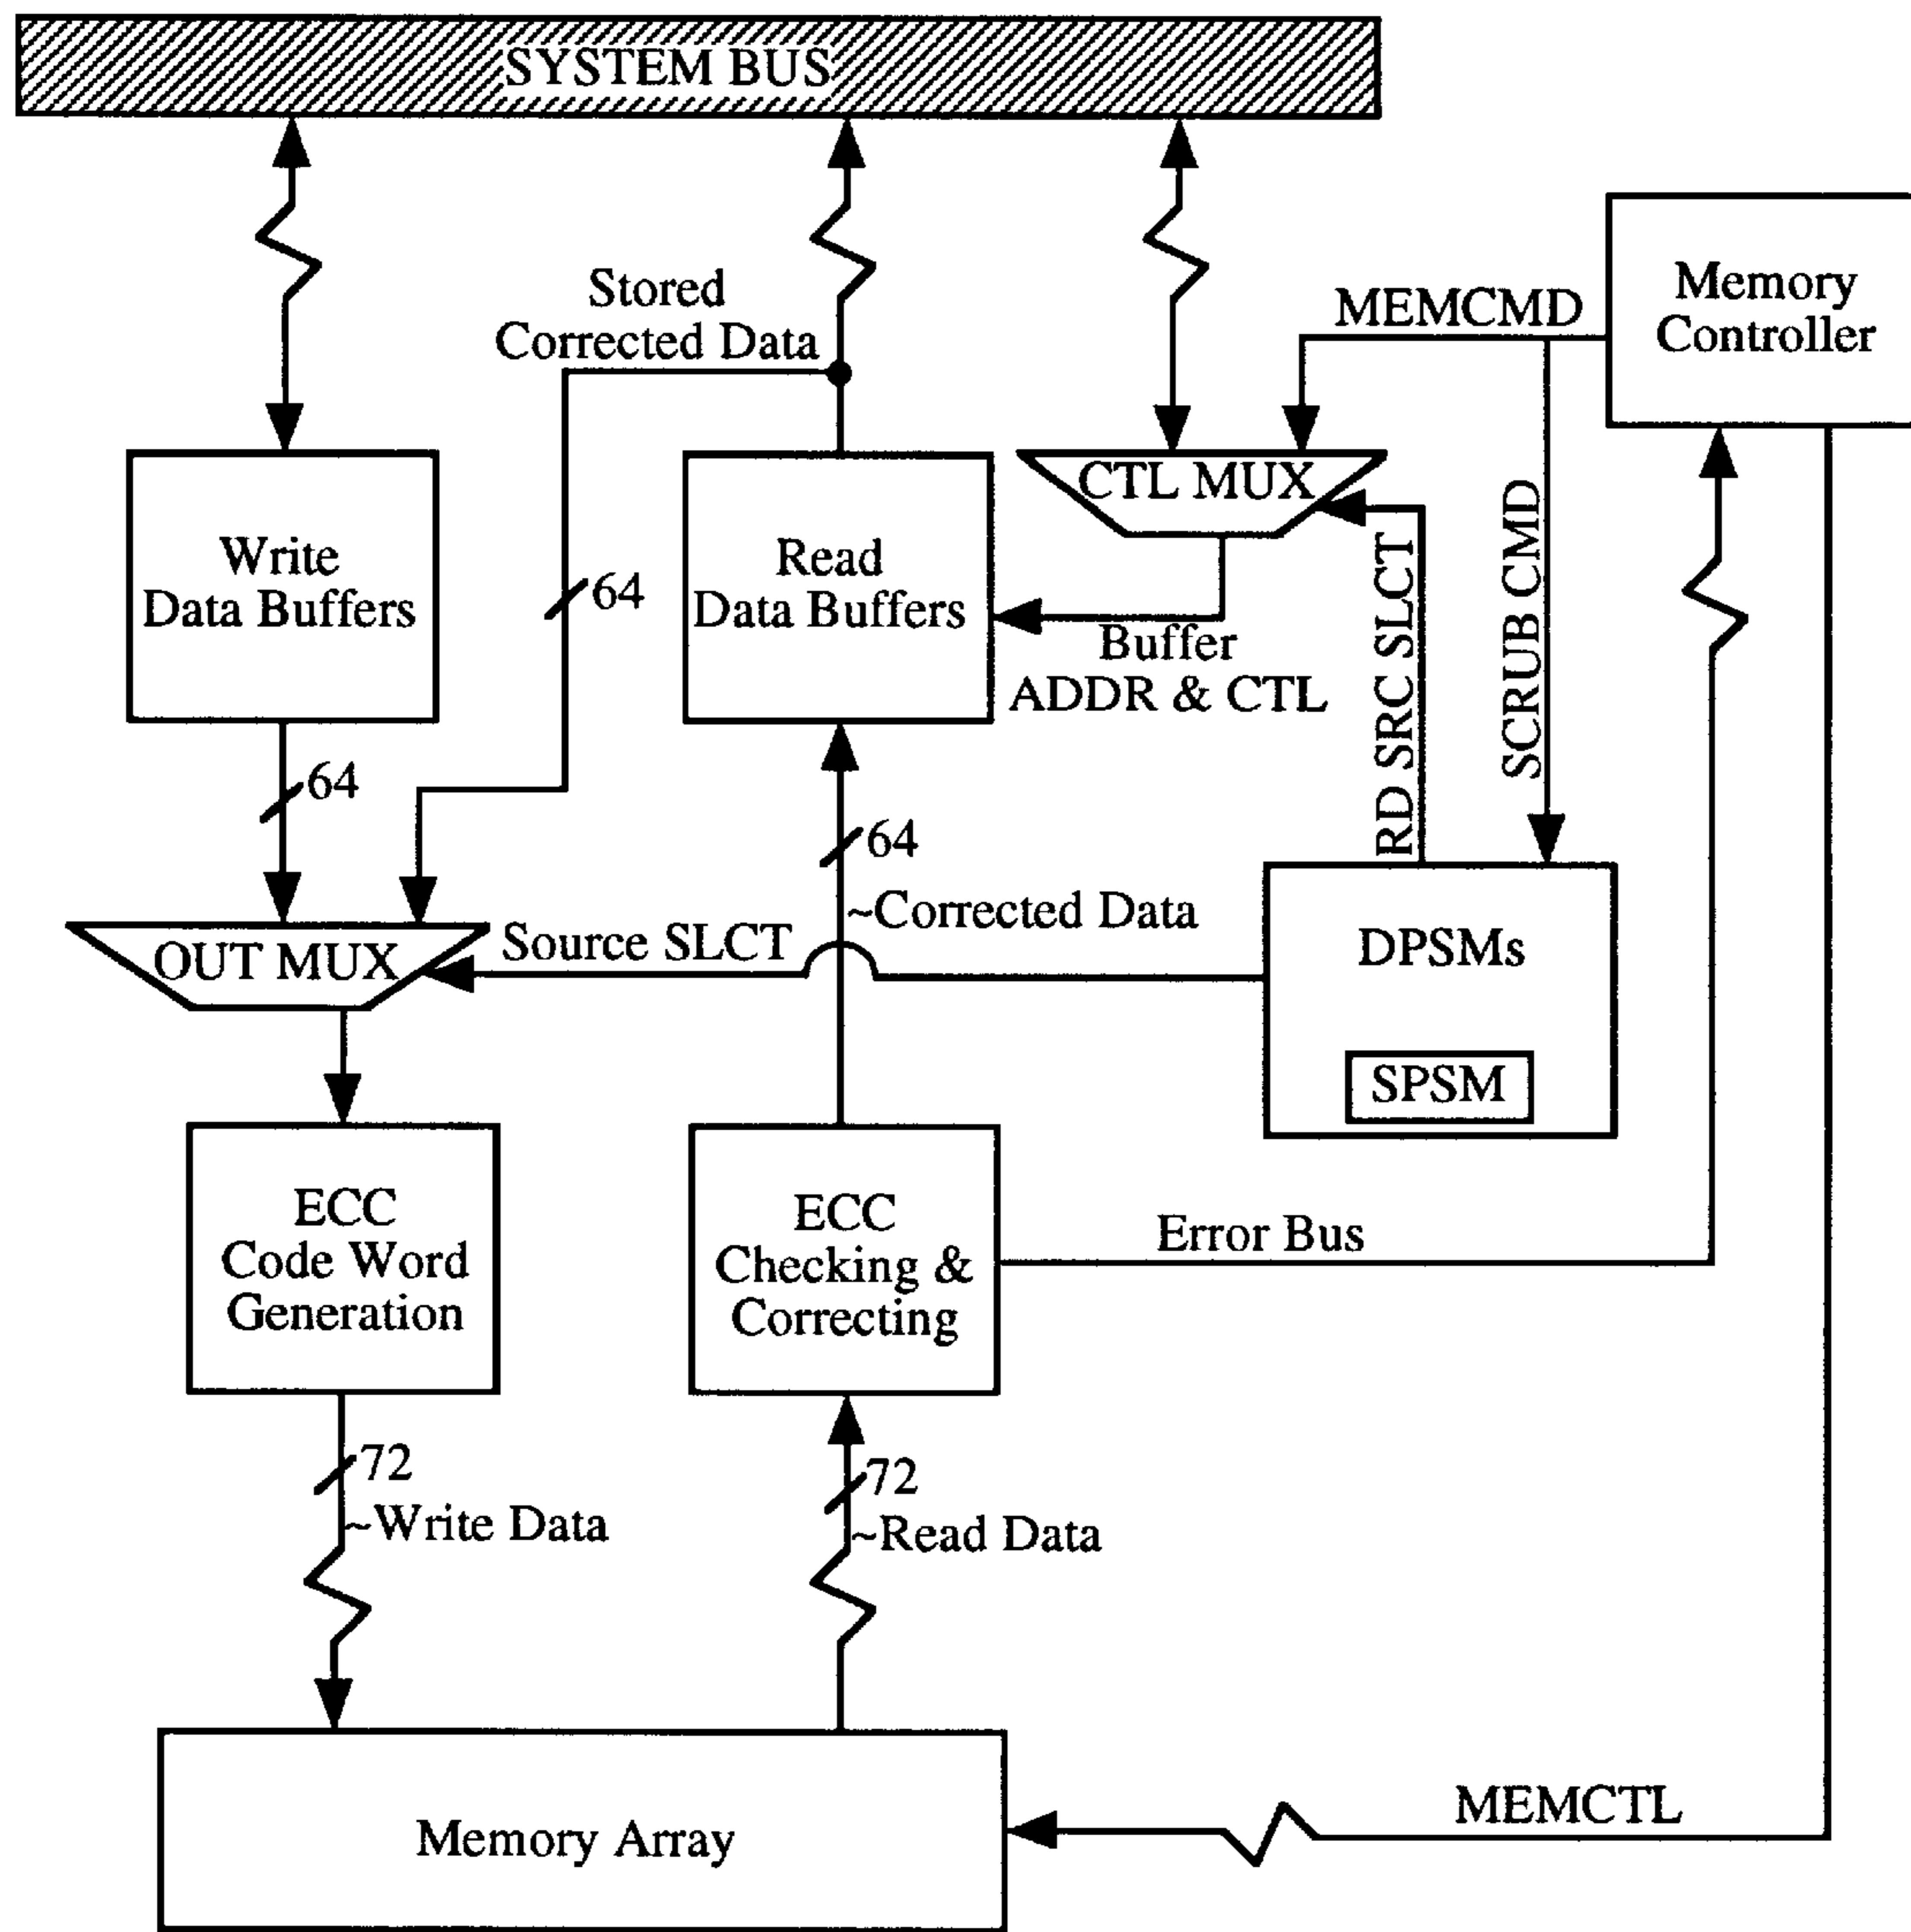 SYSTEM BUS
Stored
Corrected Data
MEMCMD
Memory
Controller
CTL MUX
Write
Data Buffers
64
Read
Data Buffers
Buffer
ADDR & CTL
RD SRC SLCT
SCRUB CMD
64
64
~Corrected Data
OUT MUX
Source SLCT
DPSMs
SPSM
ECC
Code Word
Generation
ECC
Checking &
Correcting
Error Bus
72
~Write Data
72
~Read Data
Memory Array
MEMCTL